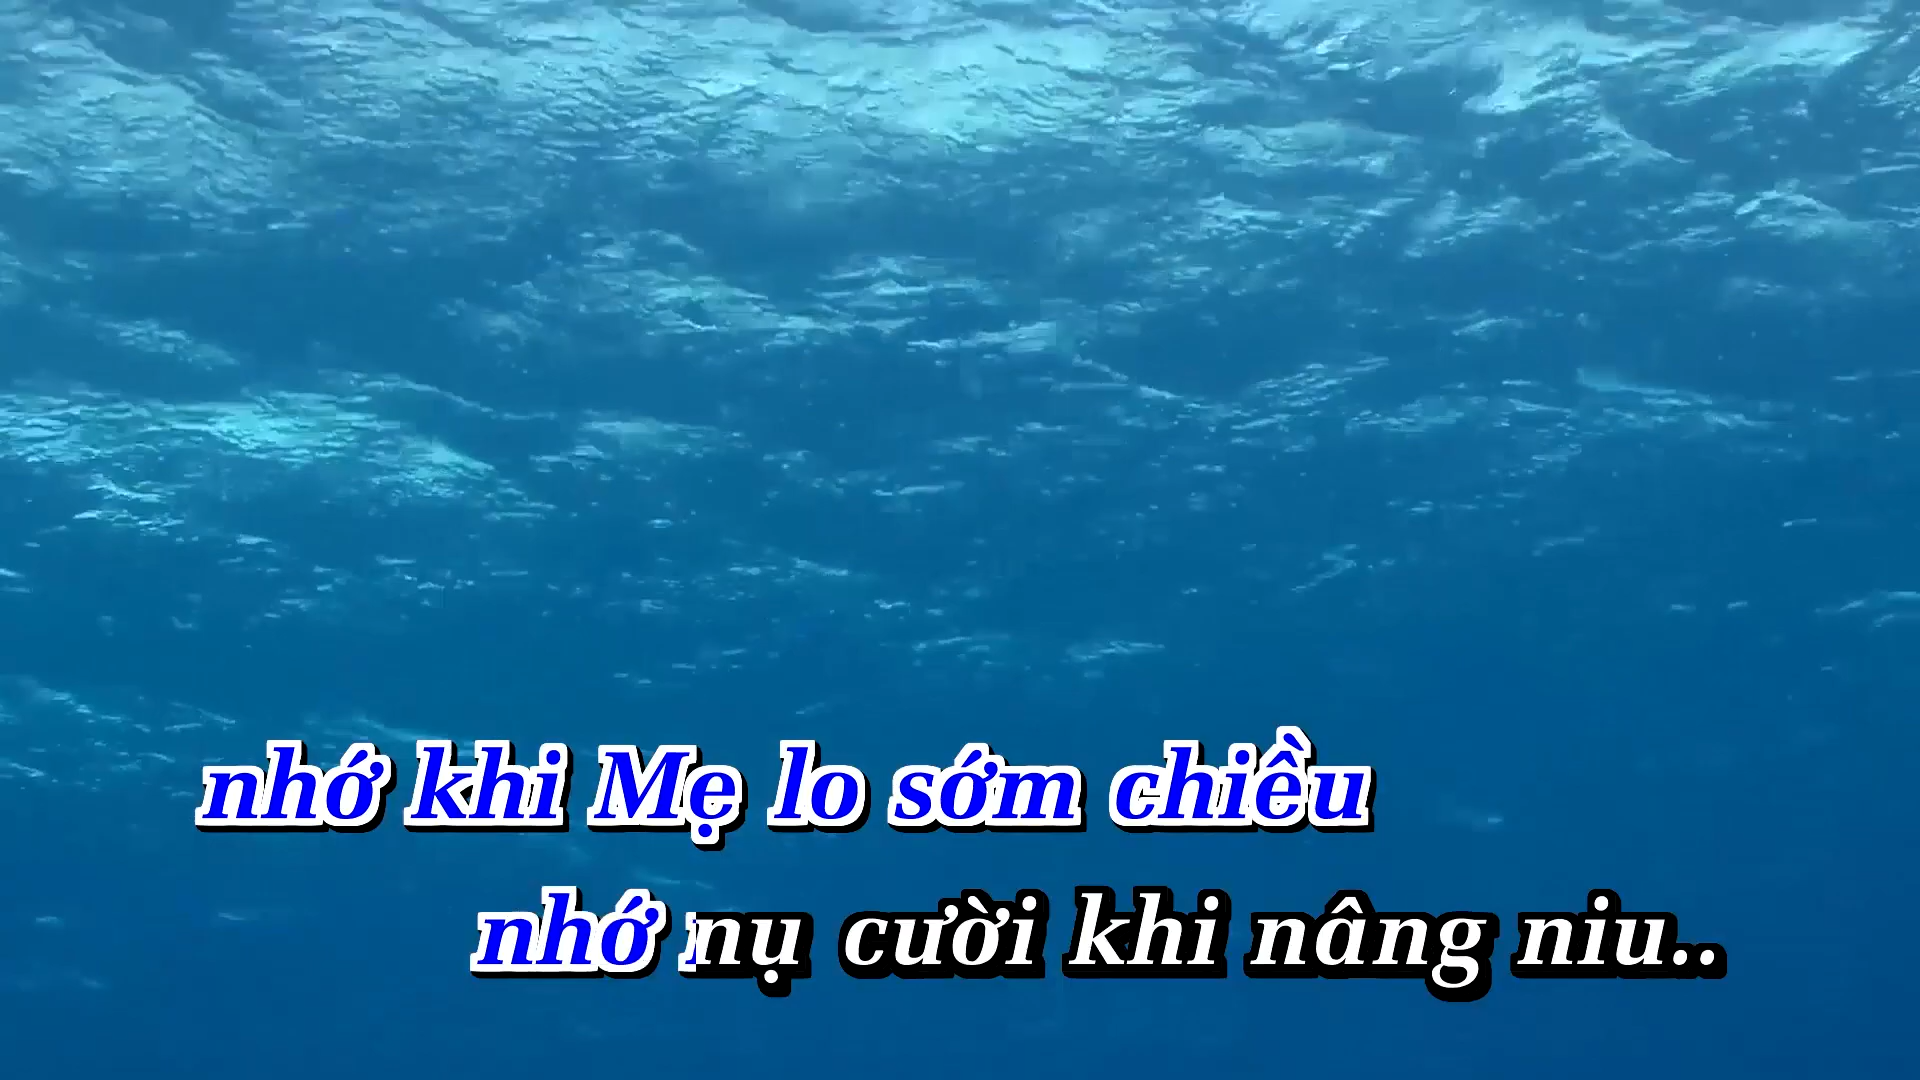 nhớ khi Mẹ lo sớm chiều
nhớ nụ cười khi nâng niu..